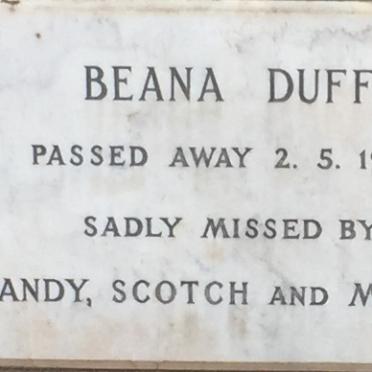 BEANA DUFF
PASSED AWAY 2. 5. 1
SADLY MISSED BY
ANDY, SCOTCH AND M